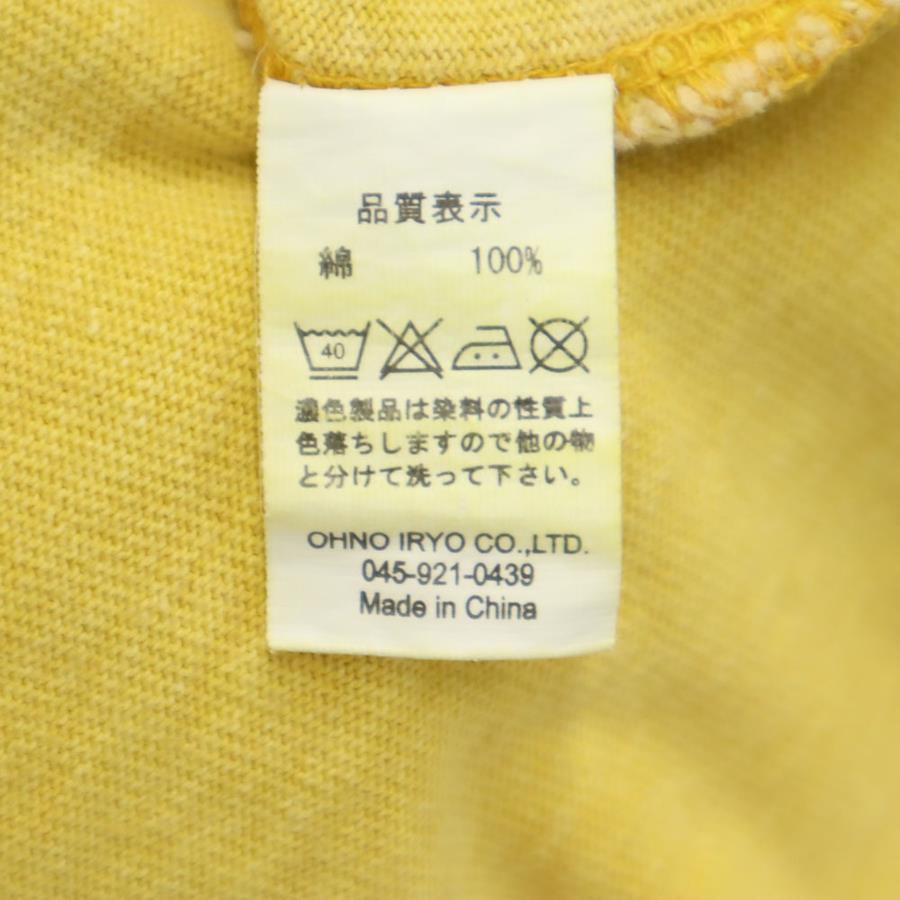 品質表示
綿 100%
40
濃色製品は染料の性質上
色落ちしますので他の物
と分けて洗って下さい。
OHNO IRYO CO.,LTD.
045-921-0439
Made in China